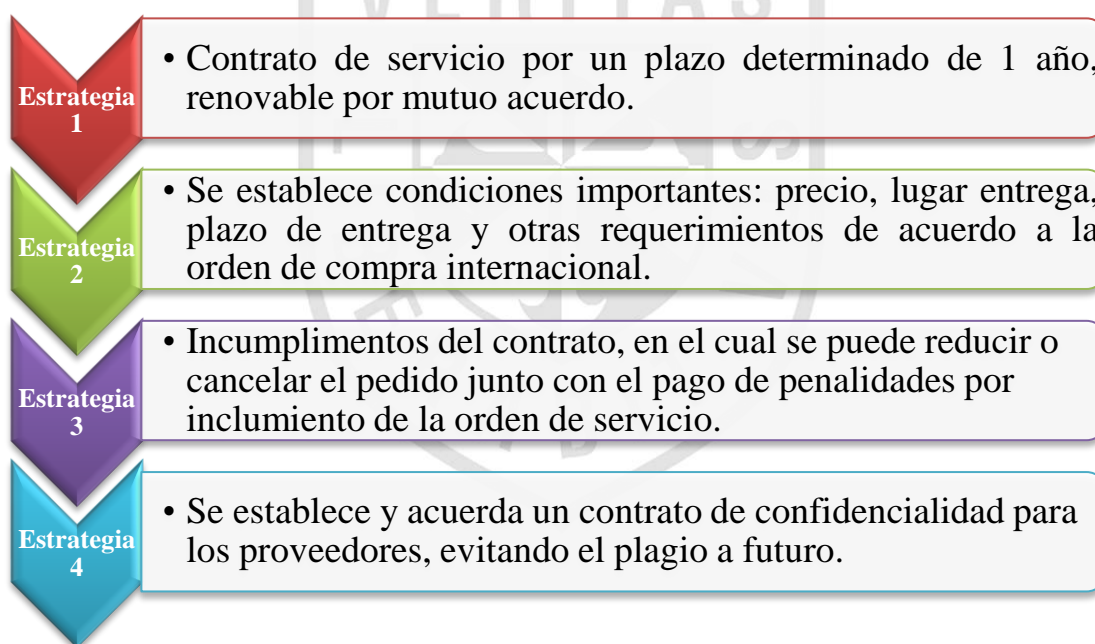 VERITAS
Estrategia
1
• Contrato de servicio por un plazo determinado de 1 año,
renovable por mutuo acuerdo.
Estrategia
2
• Se establece condiciones importantes: precio, lugar entrega,
plazo de entrega y otras requerimientos de acuerdo a la
orden de compra internacional.
Estrategia
3
• Incumplimentos del contrato, en el cual se puede reducir o
cancelar el pedido junto con el pago de penalidades por
inclumiento de la orden de servicio.
Estrategia
4
• Se establece y acuerda un contrato de confidencialidad para
los proveedores, evitando el plagio a futuro.